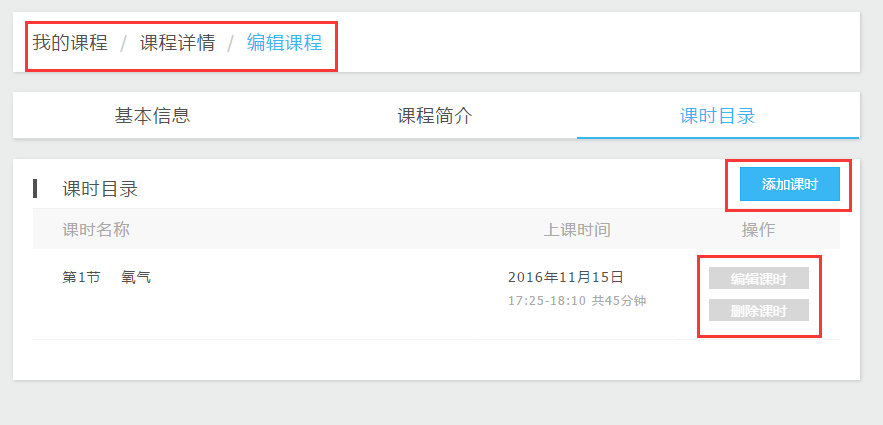 我的课程 / 课程详情 / 编辑课程
基本信息 课程简介 课时目录
课时目录 添加课时
课时名称 上课时间 操作
第1节 氧气 2016年11月15日 编辑课时
17:25-18:10 共45分钟
删除课时